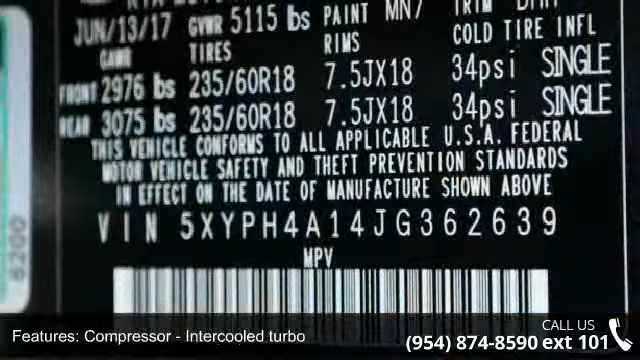 JUN/13/17 GVWR 5115 lbs PAINT MN7 TRIM
GAWR TIRES RIMS COLD TIRE INFL
FRONT 2976 lbs 235/60R18 7.5JX18 34psi SINGLE
REAR 3075 lbs 235/60R18 7.5JX18 34psi SINGLE
THIS VEHICLE CONFORMS TO ALL APPLICABLE U.S.A. FEDERAL
MOTOR VEHICLE SAFETY AND THEFT PREVENTION STANDARDS
IN EFFECT ON THE DATE OF MANUFACTURE SHOWN ABOVE
VIN 5XYPH4A14JG362639
MPV
6200
Features: Compressor - Intercooled turbo
CALL US
(954) 874-8590 ext 101